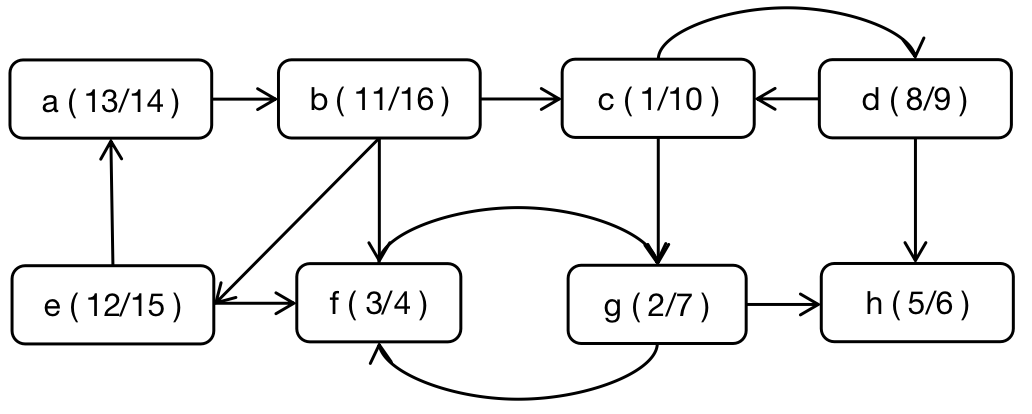 a ( 13/14 )
b ( 11/16 )
c ( 1/10 )
d ( 8/9 )
e ( 12/15 )
f ( 3/4 )
g ( 2/7 )
h ( 5/6 )